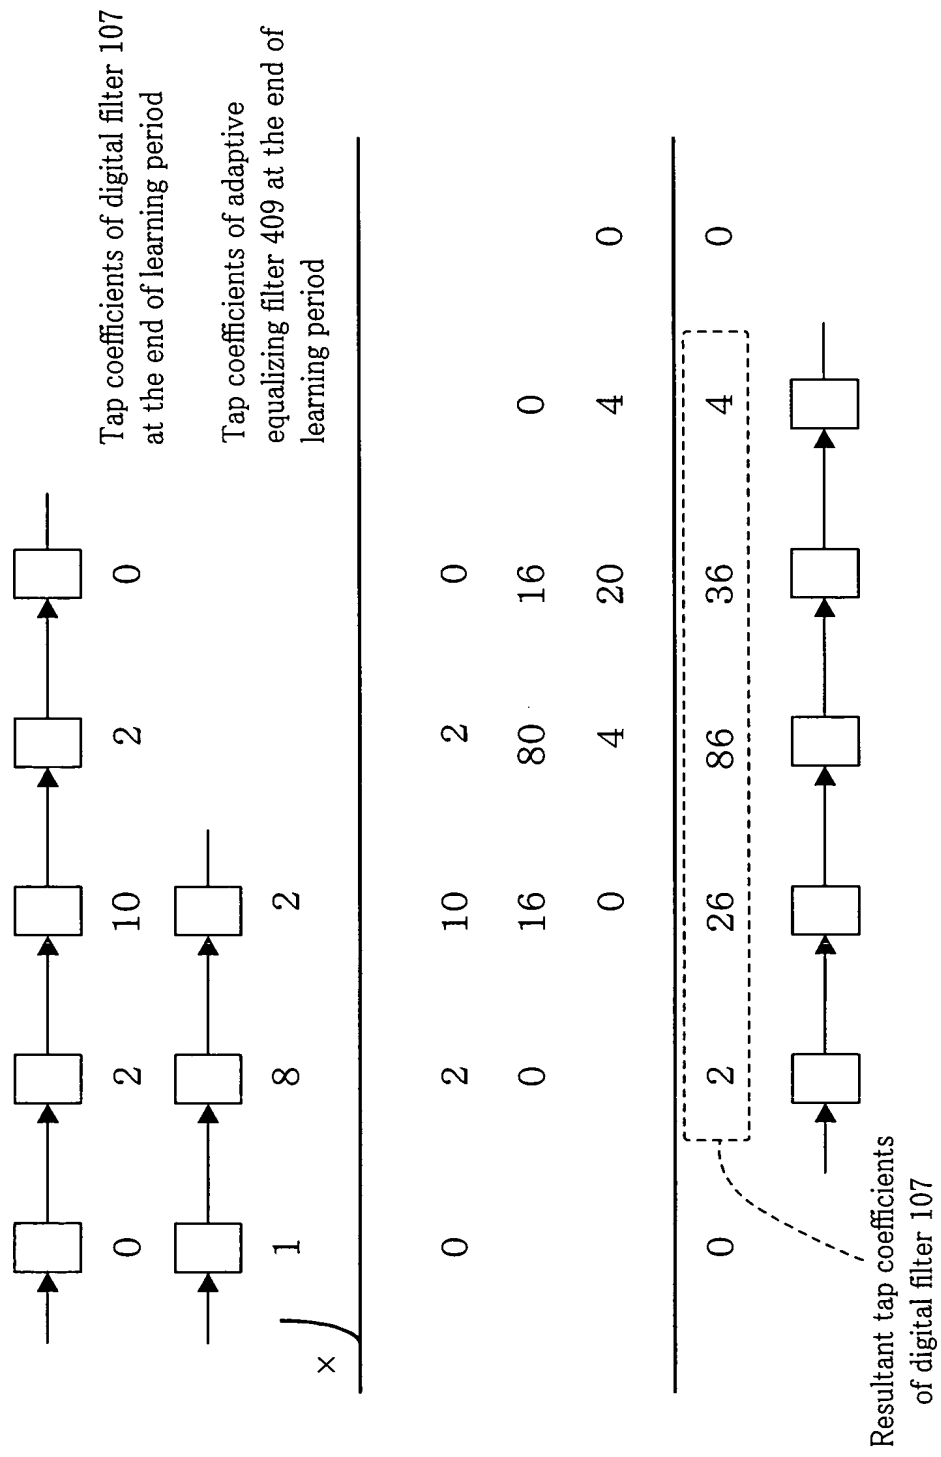 0 2 10 2 0
Tap coefficients of digital filter 107
at the end of learning period
1 8 2
Tap coefficients of adaptive
equalizing filter 409 at the end of
learning period
×
0 2 10 2 0
0 16 80 16 0
0 4 20 4 0
0 2 26 86 36 4 0
Resultant tap coefficients
of digital filter 107